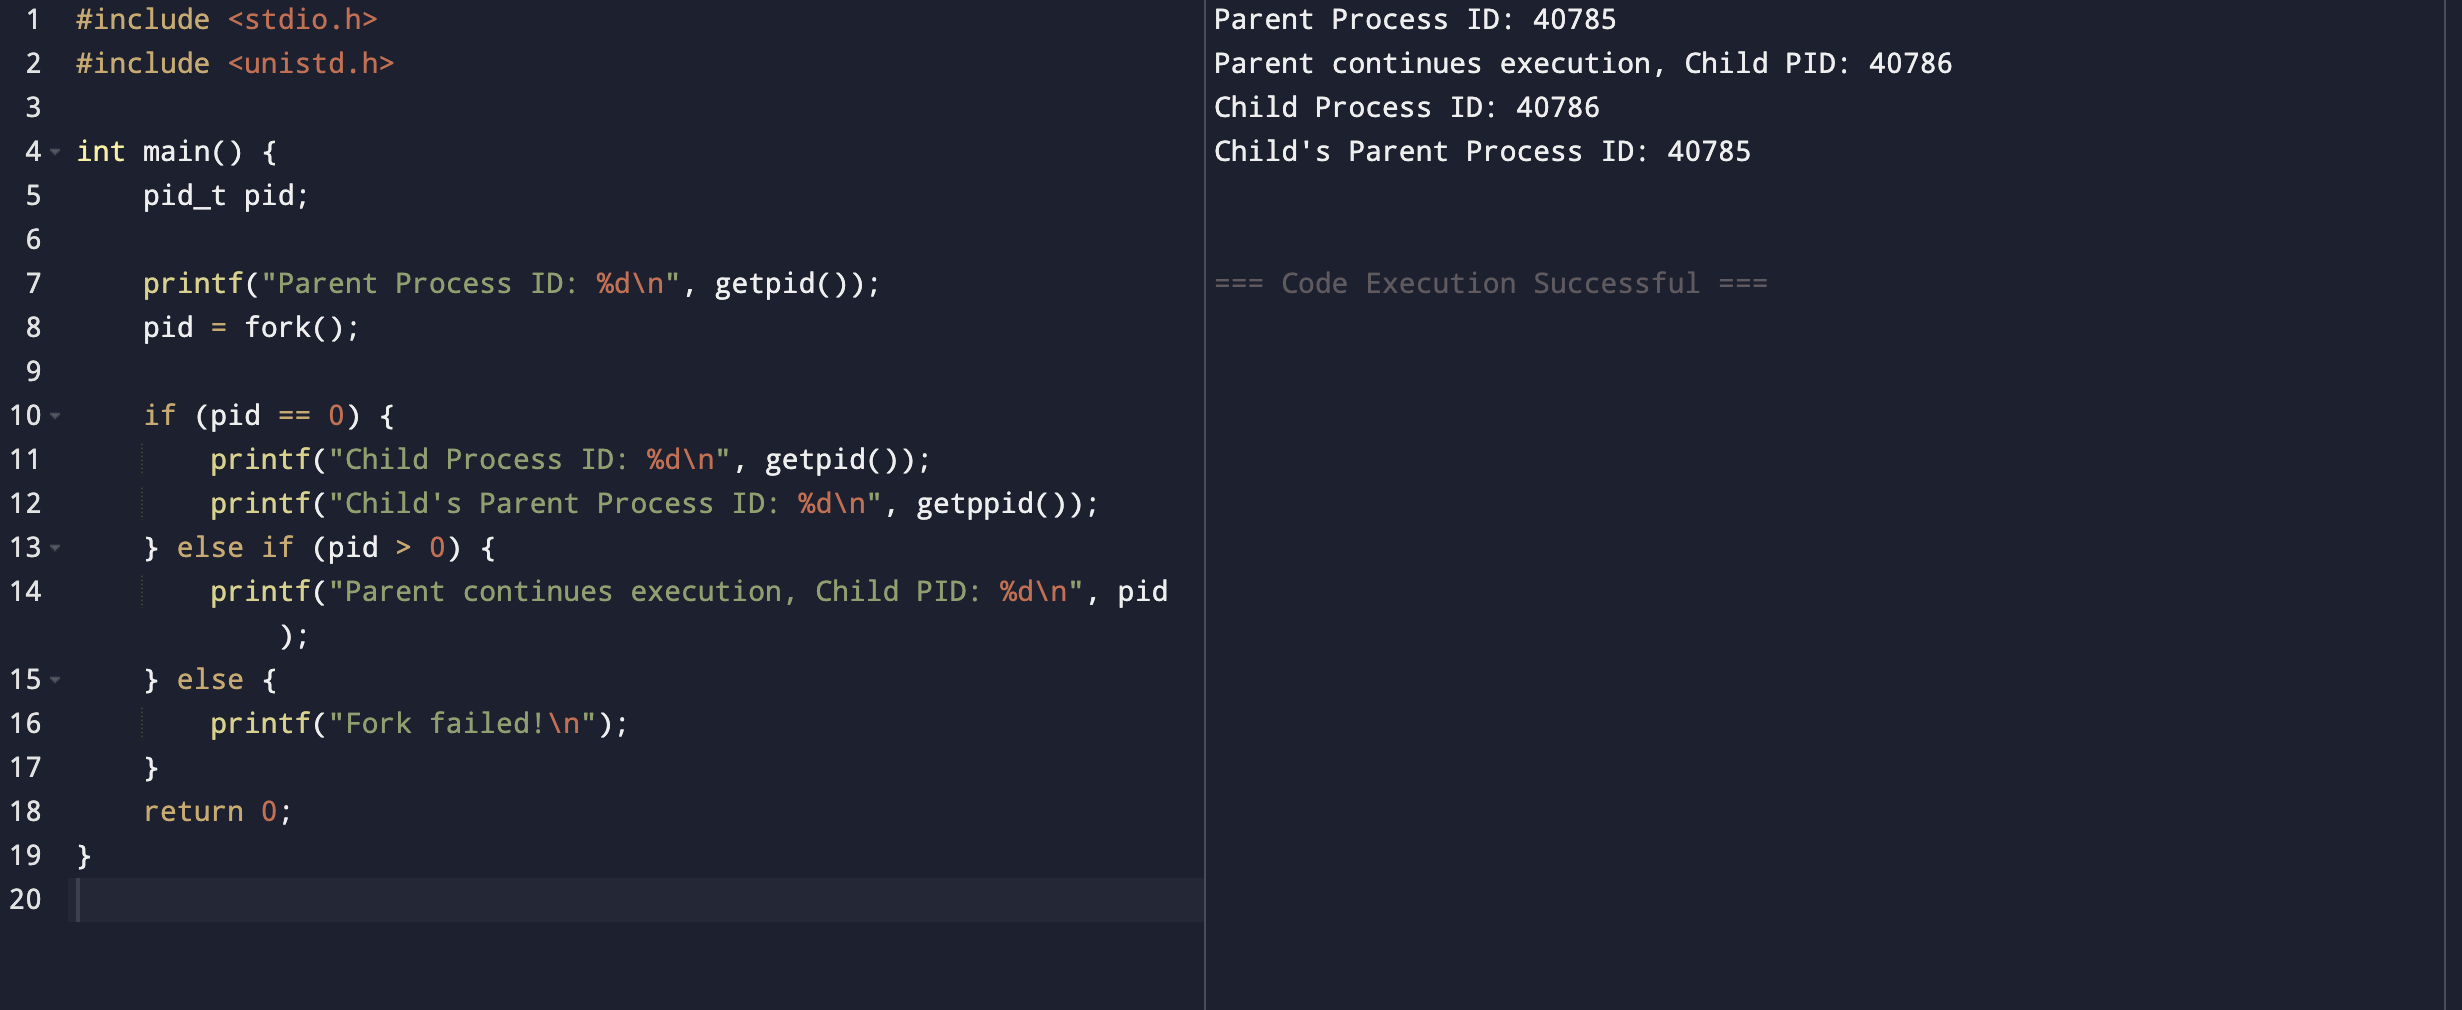 1 #include <stdio.h>
2 #include <unistd.h>
3
4 int main() {
5     pid_t pid;
6
7     printf("Parent Process ID: %d\n", getpid());
8     pid = fork();
9
10     if (pid == 0) {
11         printf("Child Process ID: %d\n", getpid());
12         printf("Child's Parent Process ID: %d\n", getppid());
13     } else if (pid > 0) {
14         printf("Parent continues execution, Child PID: %d\n", pid
            );
15     } else {
16         printf("Fork failed!\n");
17     }
18     return 0;
19 }
20
Parent Process ID: 40785
Parent continues execution, Child PID: 40786
Child Process ID: 40786
Child's Parent Process ID: 40785
=== Code Execution Successful ===